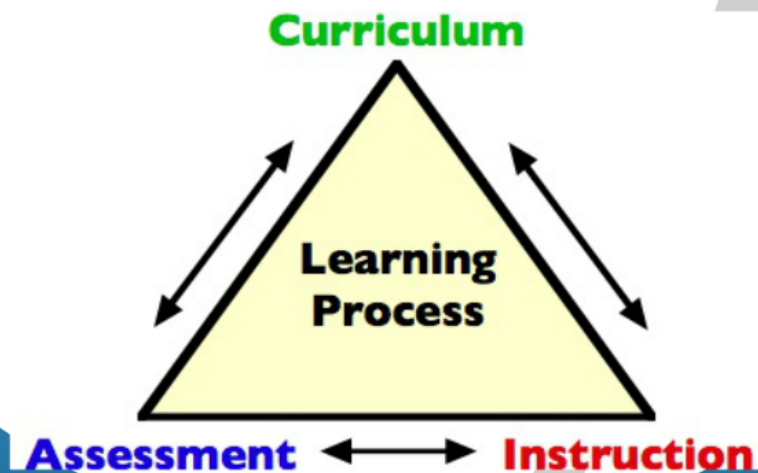 Curriculum
Learning
Process
Assessment
Instruction